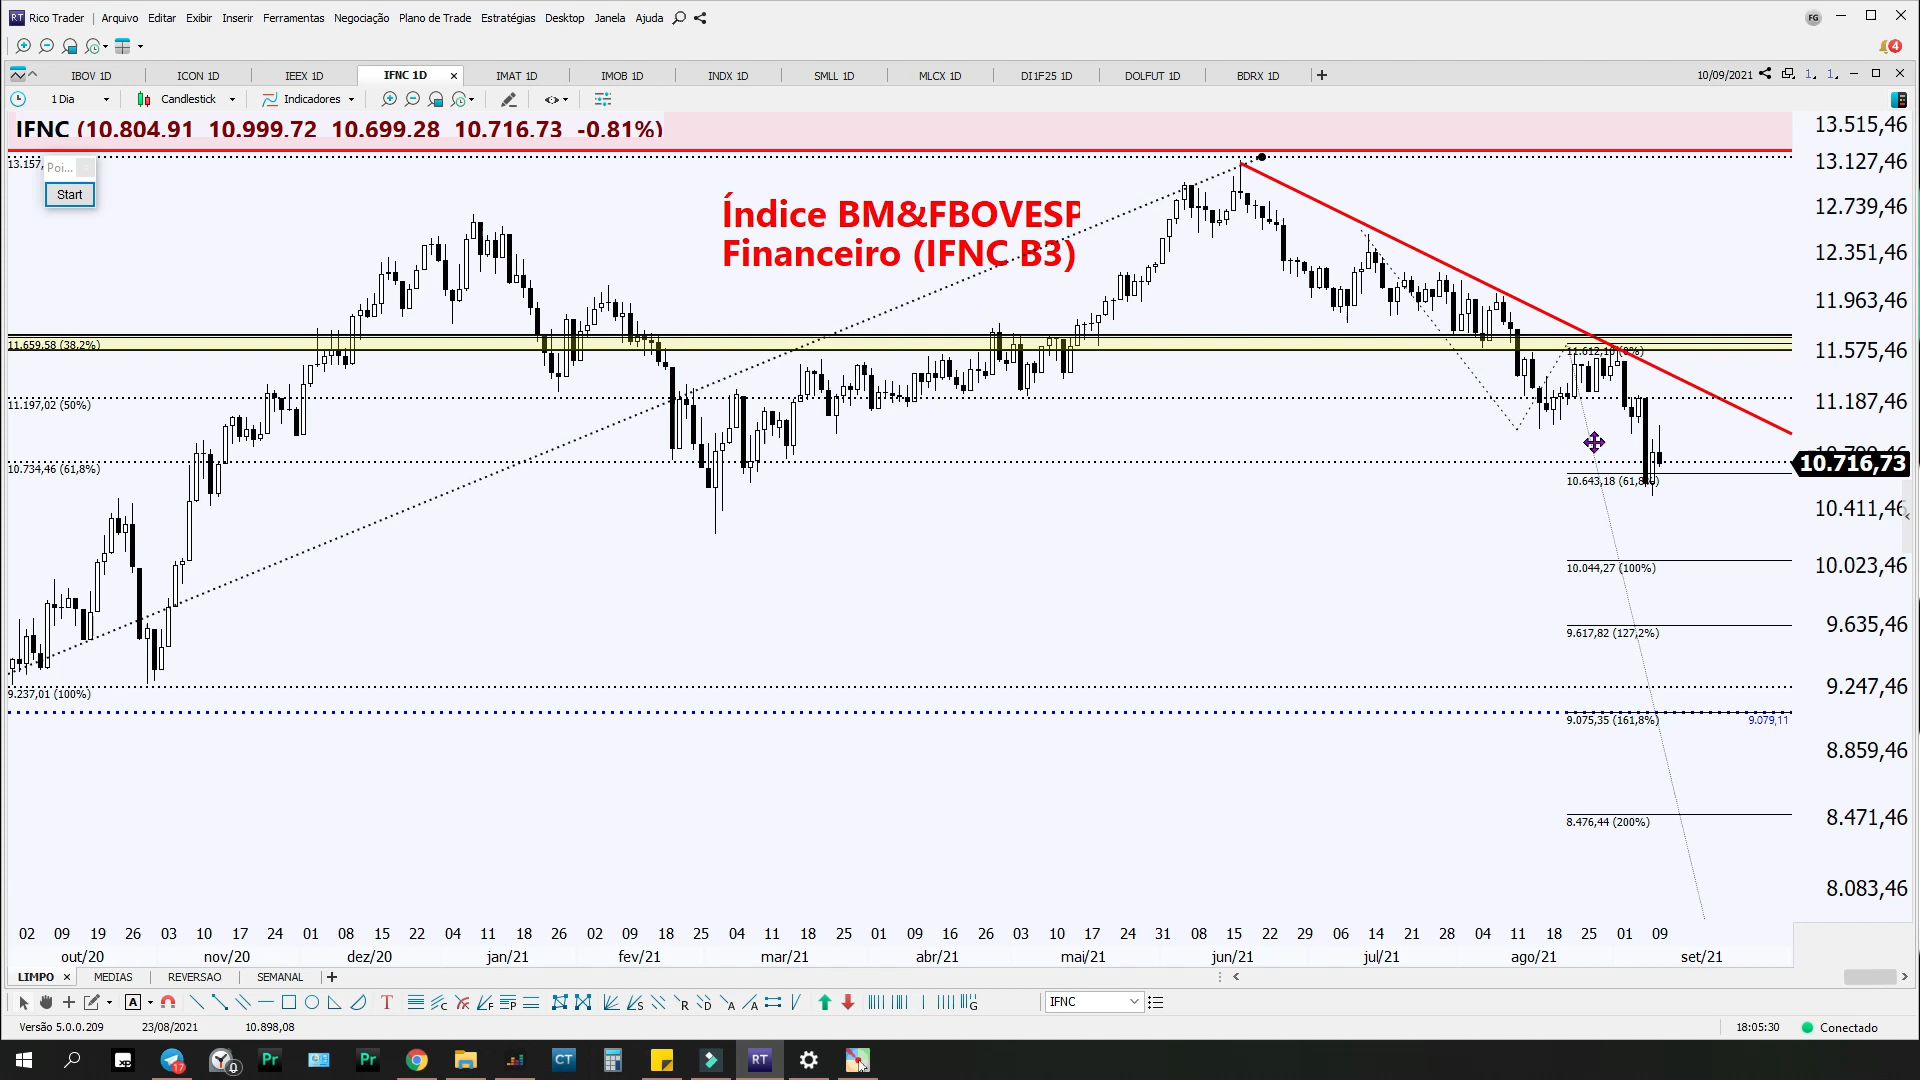 RT Rico Trader Arquivo Editar Exibir Inserir Ferramentas Negociação Plano de Trade Estratégias Desktop Janela Ajuda FG
4
IBOV 1D ICON 1D IEEX 1D IFNC 1D × IMAT 1D IMOB 1D INDX 1D SMLL 1D MLCX 1D DI1F25 1D DOLFUT 1D BDRX 1D + 10/09/2021
1 Dia Candlestick Indicadores
IFNC (10.804,91 10.999,72 10.699,28 10.716,73 -0,81%)
13.515,46
13.157,
13.127,46
Poi...
Start
Índice BM&FBOVESP
Financeiro (IFNC B3)
12.739,46
12.351,46
11.963,46
11.659,58 (38,2%)
11.575,46
11.197,02 (50%)
11.187,46
10.734,46 (61,8%)
10.716,73
10.643,18 (61,8%)
10.411,46
10.044,27 (100%)
10.023,46
9.617,82 (127,2%)
9.635,46
9.237,01 (100%)
9.247,46
9.075,35 (161,8%)
9.079,11
8.859,46
8.476,44 (200%)
8.471,46
8.083,46
02 09 19 26 03 10 17 24 01 08 15 22 04 11 18 26 02 09 18 25 04 11 18 25 01 09 16 26 03 10 17 24 31 08 15 22 29 06 14 21 28 04 11 18 25 01 09
out/20 nov/20 dez/20 jan/21 fev/21 mar/21 abr/21 mai/21 jun/21 jul/21 ago/21 set/21
LIMPO × MEDIAS REVERSAO SEMANAL +
IFNC
Versão 5.0.0.209 23/08/2021 10.898,08 18:05:30 Conectado
xp 17 Pr Pr CT RT